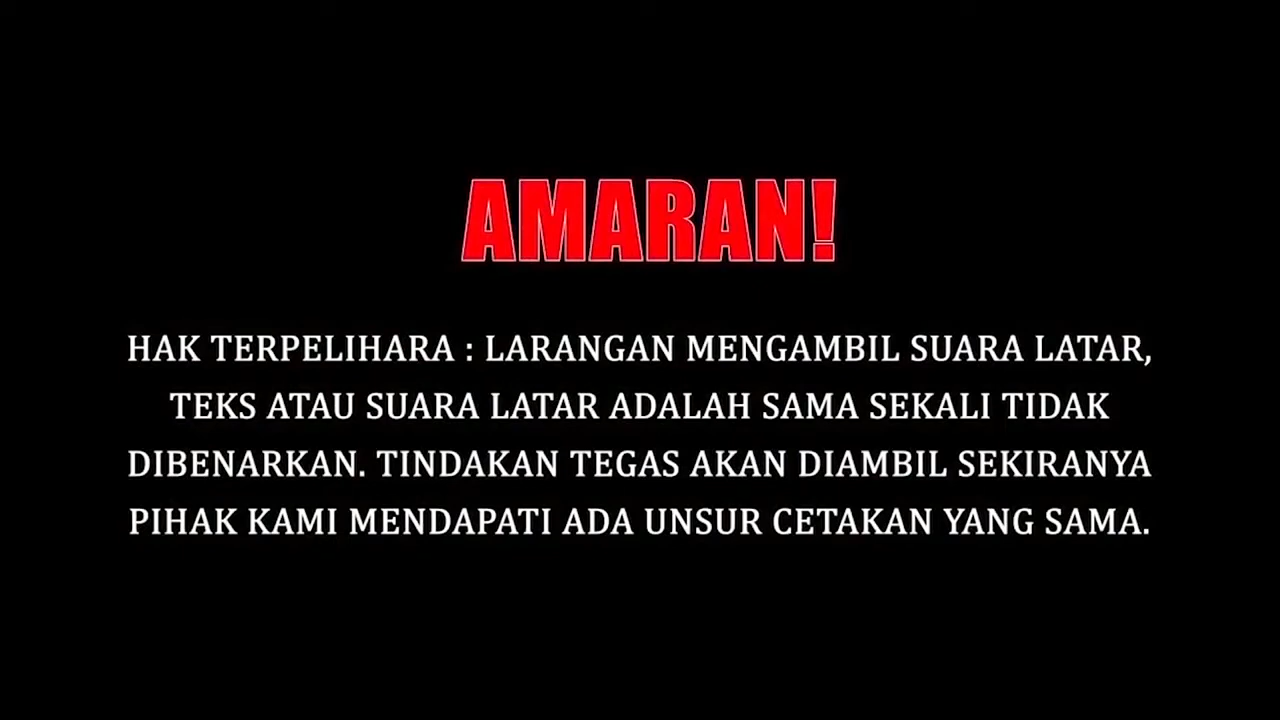 AMARAN!
HAK TERPELIHARA : LARANGAN MENGAMBIL SUARA LATAR,
TEKS ATAU SUARA LATAR ADALAH SAMA SEKALI TIDAK
DIBENARKAN. TINDAKAN TEGAS AKAN DIAMBIL SEKIRANYA
PIHAK KAMI MENDAPATI ADA UNSUR CETAKAN YANG SAMA.